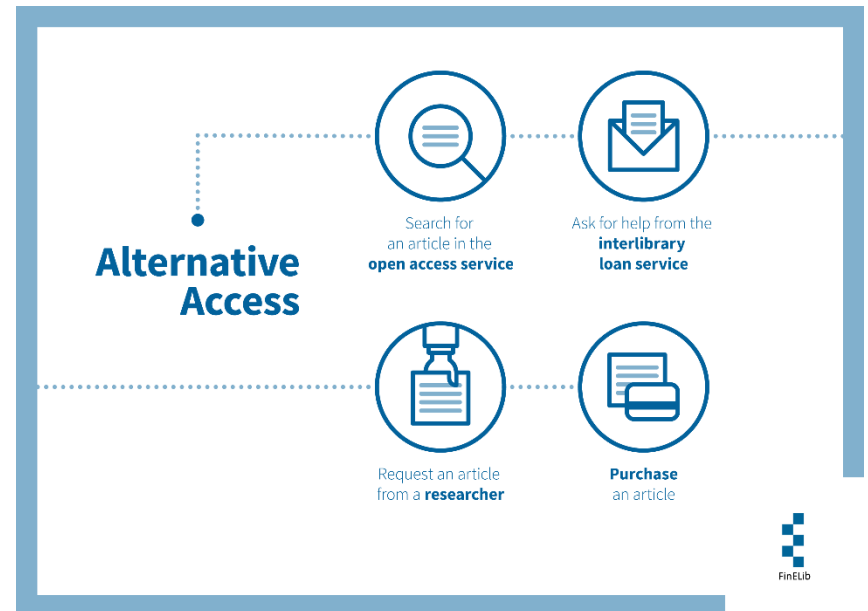 Alternative
Access
Search for
an article in the
open access service
Ask for help from the
interlibrary
loan service
Request an article
from a researcher
Purchase
an article
FinELib